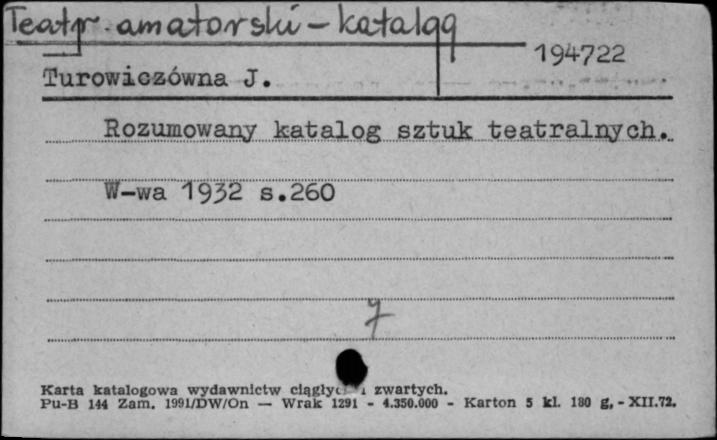 Teatr amatorski – katalog
194722
Turowiczówna J.
Rozumowany katalog sztuk teatralnych.
W-wa 1932 s.260
7
Karta katalogowa wydawnictw i zwartych.
Pu-B 144 Zam. 1991/DW/On — Wrak 1291 - 4.350.000 - Karton 5 kl. 180 g, - XII.72.